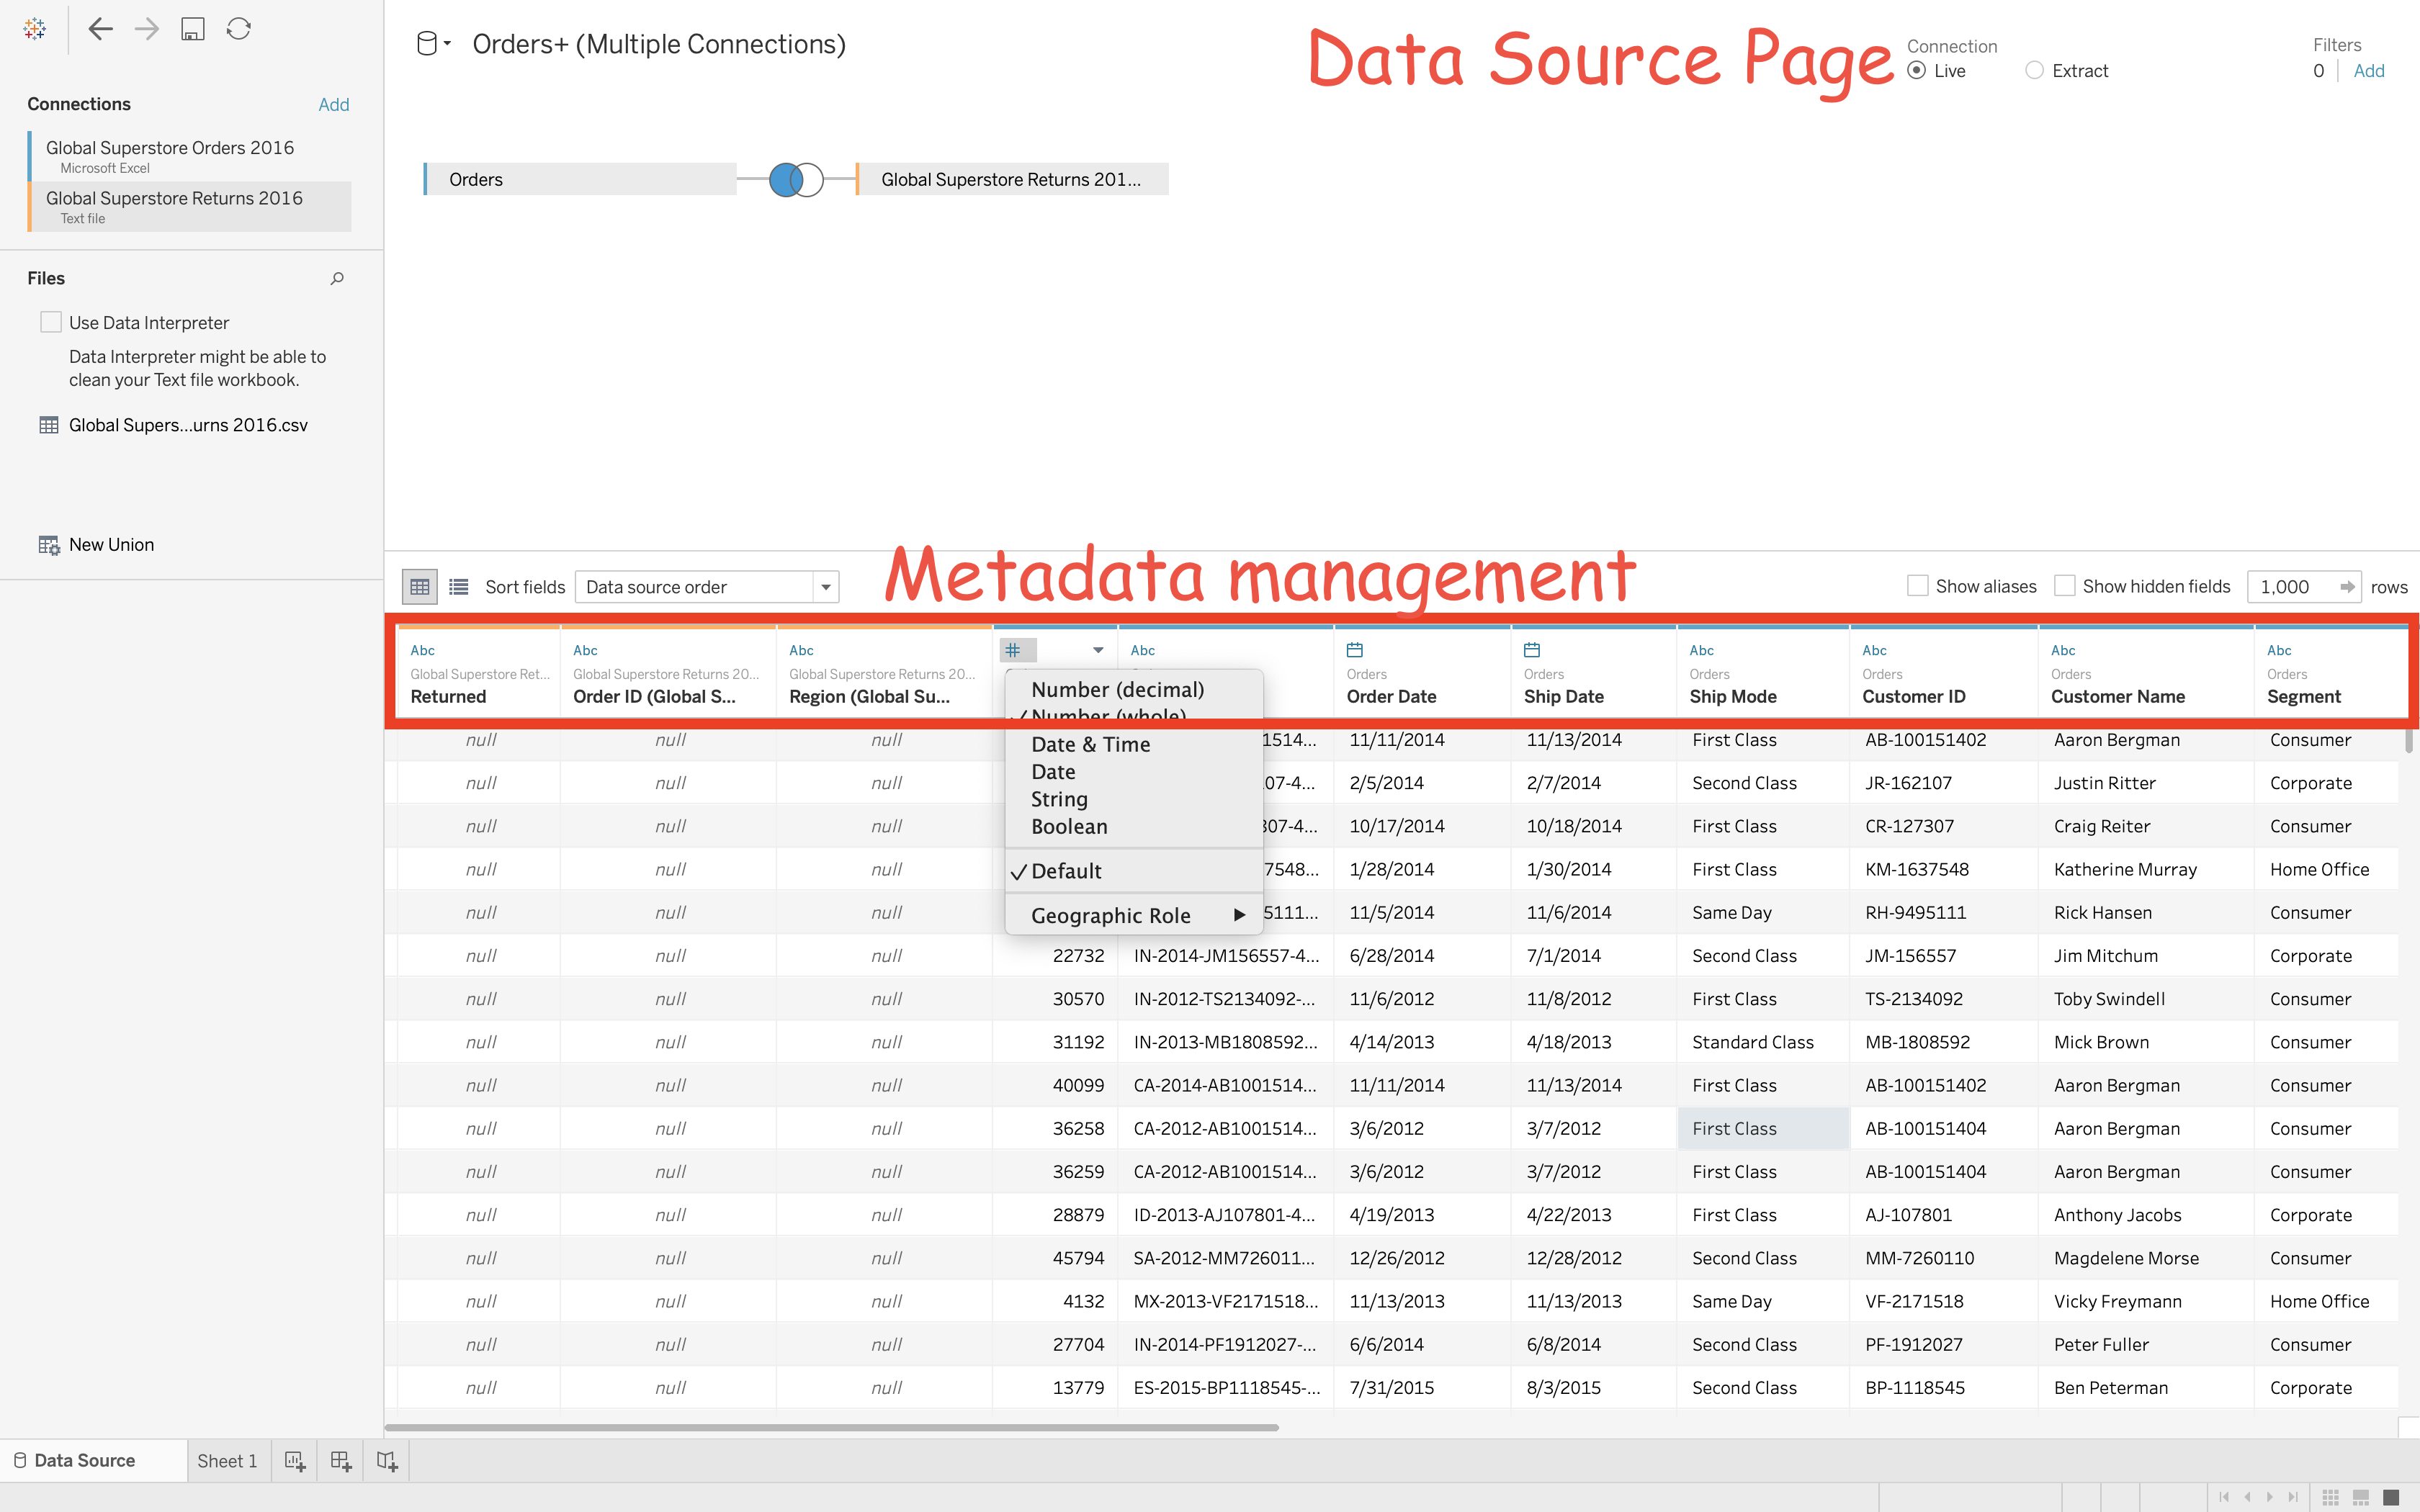 Orders+ (Multiple Connections)
Data Source Page
Connection
Live
Extract
Filters
0
Add
Connections
Add
Global Superstore Orders 2016
Microsoft Excel
Global Superstore Returns 2016
Text file
Orders
Global Superstore Returns 201...
Files
Use Data Interpreter
Data Interpreter might be able to
clean your Text file workbook.
Global Supers...urns 2016.csv
New Union
Metadata management
Sort fields
Data source order
Show aliases
Show hidden fields
1,000
rows
Abc Abc Abc # Abc Abc Abc Abc Abc
Global Superstore Ret... Global Superstore Returns 20... Global Superstore Returns 20... Orders Orders Orders Orders Orders Orders
Returned Order ID (Global S... Region (Global Su... Order Date Ship Date Ship Mode Customer ID Customer Name Segment
Number (decimal)
Number (whole)
Date & Time
Date
String
Boolean
Default
Geographic Role
null null null 1514... 11/11/2014 11/13/2014 First Class AB-100151402 Aaron Bergman Consumer
null null null 07-4... 2/5/2014 2/7/2014 Second Class JR-162107 Justin Ritter Corporate
null null null 307-4... 10/17/2014 10/18/2014 First Class CR-127307 Craig Reiter Consumer
null null null 7548... 1/28/2014 1/30/2014 First Class KM-1637548 Katherine Murray Home Office
null null null 5111... 11/5/2014 11/6/2014 Same Day RH-9495111 Rick Hansen Consumer
null null null 22732 IN-2014-JM156557-4... 6/28/2014 7/1/2014 Second Class JM-156557 Jim Mitchum Corporate
null null null 30570 IN-2012-TS2134092-... 11/6/2012 11/8/2012 First Class TS-2134092 Toby Swindell Consumer
null null null 31192 IN-2013-MB1808592... 4/14/2013 4/18/2013 Standard Class MB-1808592 Mick Brown Consumer
null null null 40099 CA-2014-AB1001514... 11/11/2014 11/13/2014 First Class AB-100151402 Aaron Bergman Consumer
null null null 36258 CA-2012-AB1001514... 3/6/2012 3/7/2012 First Class AB-100151404 Aaron Bergman Consumer
null null null 36259 CA-2012-AB1001514... 3/6/2012 3/7/2012 First Class AB-100151404 Aaron Bergman Consumer
null null null 28879 ID-2013-AJ107801-4... 4/19/2013 4/22/2013 First Class AJ-107801 Anthony Jacobs Corporate
null null null 45794 SA-2012-MM726011... 12/26/2012 12/28/2012 Second Class MM-7260110 Magdelene Morse Consumer
null null null 4132 MX-2013-VF2171518... 11/13/2013 11/13/2013 Same Day VF-2171518 Vicky Freymann Home Office
null null null 27704 IN-2014-PF1912027-... 6/6/2014 6/8/2014 Second Class PF-1912027 Peter Fuller Consumer
null null null 13779 ES-2015-BP1118545-... 7/31/2015 8/3/2015 Second Class BP-1118545 Ben Peterman Corporate
Data Source
Sheet 1